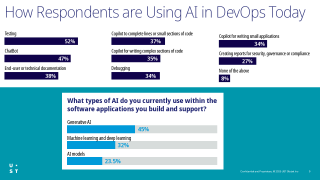 How Respondents are Using AI in DevOps Today
Testing
52%
ChatBot
47%
End-user or technical documentation
38%
Copilot to complete lines or small sections of code
37%
Copilot for writing complex sections of code
35%
Debugging
34%
Copilot for writing small applications
34%
Creating reports for security, governance or compliance
27%
None of the above
8%
What types of AI do you currently use within the
software applications you build and support?
Generative AI
45%
Machine learning and deep learning
32%
AI models
23.5%
U S
S T